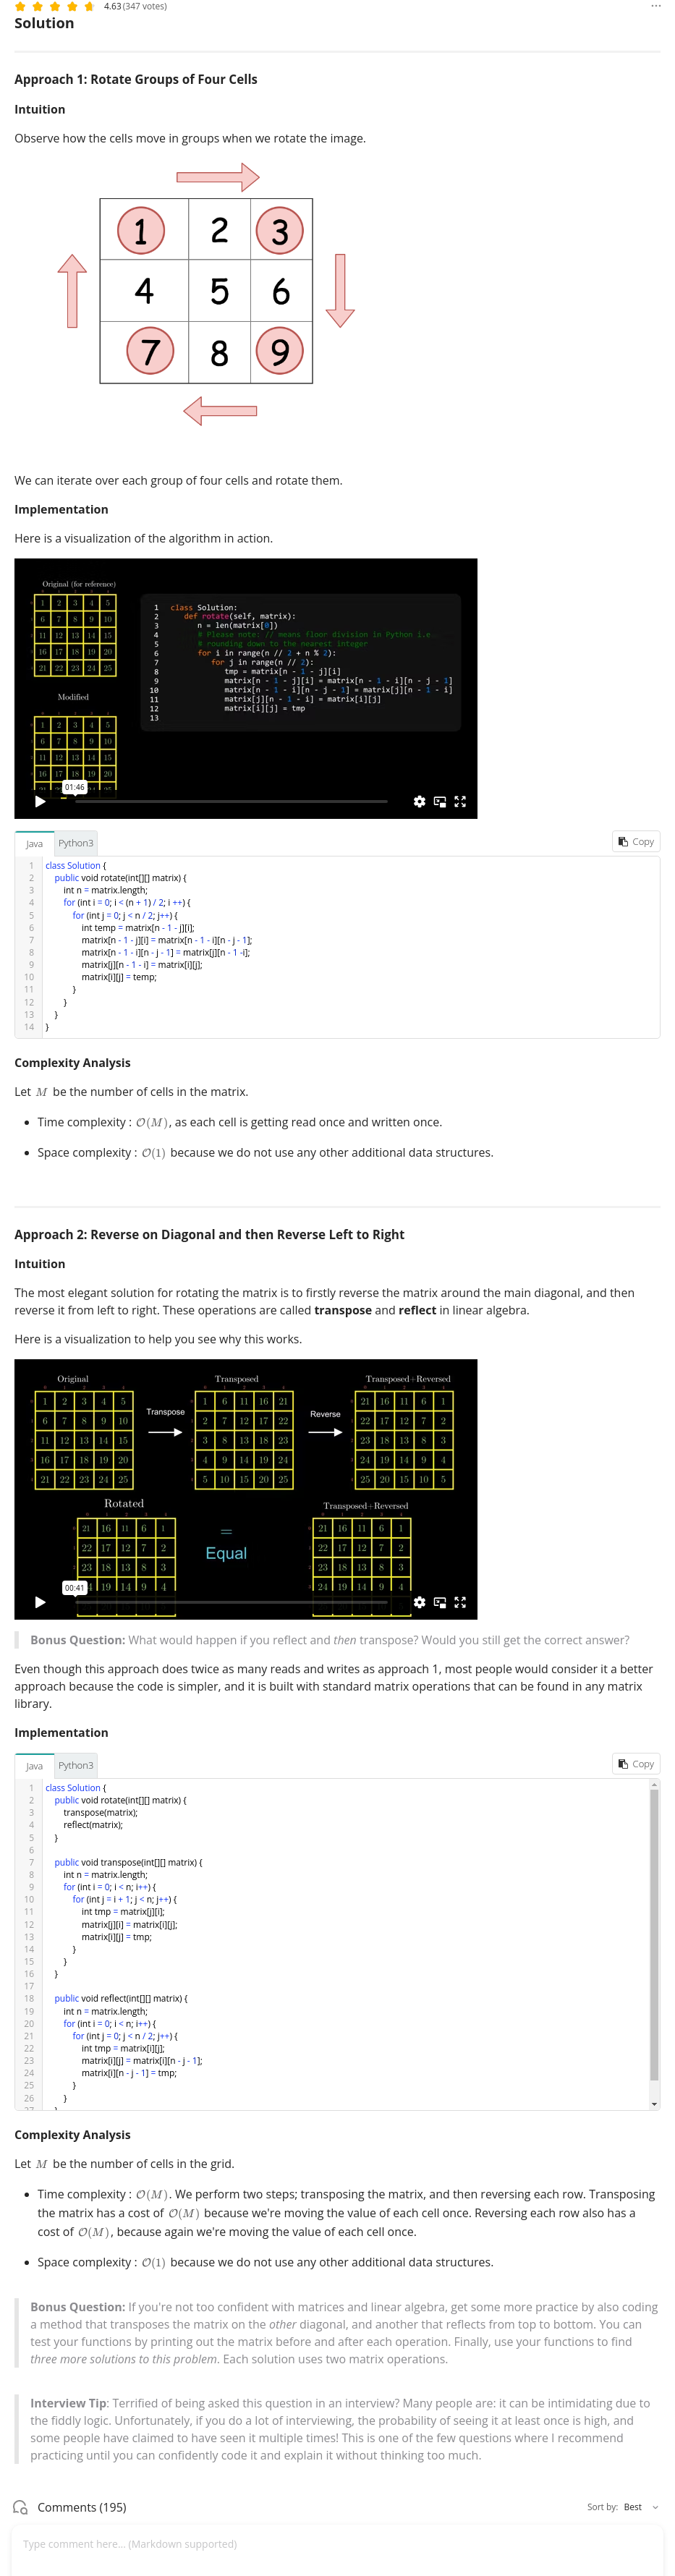 4.63 (347 votes)
Solution
Approach 1: Rotate Groups of Four Cells
Intuition
Observe how the cells move in groups when we rotate the image.
1 2 3
4 5 6
7 8 9
We can iterate over each group of four cells and rotate them.
Implementation
Here is a visualization of the algorithm in action.
Original (for reference)
1 2 3 4 5
6 7 8 9 10
11 12 13 14 15
16 17 18 19 20
21 22 23 24 25
Modified
1 2 3 4 5
6 7 8 9 10
11 12 13 14 15
16 17 18 19 20
1 class Solution:
2 def rotate(self, matrix):
3 n = len(matrix[0])
4 # Please note: // means floor division in Python i.e.
5 # rounding down to the nearest integer
6 for i in range(n // 2 + n % 2):
7 for j in range(n // 2):
8 tmp = matrix[n - 1 - j][i]
9 matrix[n - 1 - j][i] = matrix[n - 1 - i][n - j - 1]
10 matrix[n - 1 - i][n - j - 1] = matrix[j][n - 1 - i]
11 matrix[j][n - 1 - i] = matrix[i][j]
12 matrix[i][j] = tmp
13
01:46
Java Python3 Copy
1 class Solution {
2 public void rotate(int[][] matrix) {
3 int n = matrix.length;
4 for (int i = 0; i < (n + 1) / 2; i ++) {
5 for (int j = 0; j < n / 2; j++) {
6 int temp = matrix[n - 1 - j][i];
7 matrix[n - 1 - j][i] = matrix[n - 1 - i][n - j - 1];
8 matrix[n - 1 - i][n - j - 1] = matrix[j][n - 1 -i];
9 matrix[j][n - 1 - i] = matrix[i][j];
10 matrix[i][j] = temp;
11 }
12 }
13 }
14 }
Complexity Analysis
Let M be the number of cells in the matrix.
• Time complexity : O(M), as each cell is getting read once and written once.
• Space complexity : O(1) because we do not use any other additional data structures.
Approach 2: Reverse on Diagonal and then Reverse Left to Right
Intuition
The most elegant solution for rotating the matrix is to firstly reverse the matrix around the main diagonal, and then
reverse it from left to right. These operations are called transpose and reflect in linear algebra.
Here is a visualization to help you see why this works.
Original Transposed Transposed+Reversed
1 2 3 4 5 1 6 11 16 21 21 16 11 6 1
6 7 8 9 10 Transpose 2 7 12 17 22 Reverse 22 17 12 7 2
11 12 13 14 15 3 8 13 18 23 23 18 13 8 3
16 17 18 19 20 4 9 14 19 24 24 19 14 9 4
21 22 23 24 25 5 10 15 20 25 25 20 15 10 5
Rotated Transposed+Reversed
21 16 11 6 1 = 21 16 11 6 1
22 17 12 7 2 Equal 22 17 12 7 2
23 18 13 8 3 23 18 13 8 3
19 14 9 4 24 19 14 9 4
00:41
Bonus Question: What would happen if you reflect and then transpose? Would you still get the correct answer?
Even though this approach does twice as many reads and writes as approach 1, most people would consider it a better
approach because the code is simpler, and it is built with standard matrix operations that can be found in any matrix
library.
Implementation
Java Python3 Copy
1 class Solution {
2 public void rotate(int[][] matrix) {
3 transpose(matrix);
4 reflect(matrix);
5 }
6
7 public void transpose(int[][] matrix) {
8 int n = matrix.length;
9 for (int i = 0; i < n; i++) {
10 for (int j = i + 1; j < n; j++) {
11 int tmp = matrix[j][i];
12 matrix[j][i] = matrix[i][j];
13 matrix[i][j] = tmp;
14 }
15 }
16 }
17
18 public void reflect(int[][] matrix) {
19 int n = matrix.length;
20 for (int i = 0; i < n; i++) {
21 for (int j = 0; j < n / 2; j++) {
22 int tmp = matrix[i][j];
23 matrix[i][j] = matrix[i][n - j - 1];
24 matrix[i][n - j - 1] = tmp;
25 }
26 }
27 }
Complexity Analysis
Let M be the number of cells in the grid.
• Time complexity : O(M). We perform two steps; transposing the matrix, and then reversing each row. Transposing
the matrix has a cost of O(M) because we're moving the value of each cell once. Reversing each row also has a
cost of O(M), because again we're moving the value of each cell once.
• Space complexity : O(1) because we do not use any other additional data structures.
Bonus Question: If you're not too confident with matrices and linear algebra, get some more practice by also coding
a method that transposes the matrix on the other diagonal, and another that reflects from top to bottom. You can
test your functions by printing out the matrix before and after each operation. Finally, use your functions to find
three more solutions to this problem. Each solution uses two matrix operations.
Interview Tip: Terrified of being asked this question in an interview? Many people are: it can be intimidating due to
the fiddly logic. Unfortunately, if you do a lot of interviewing, the probability of seeing it at least once is high, and
some people have claimed to have seen it multiple times! This is one of the few questions where I recommend
practicing until you can confidently code it and explain it without thinking too much.
Comments (195) Sort by: Best
Type comment here... (Markdown supported)